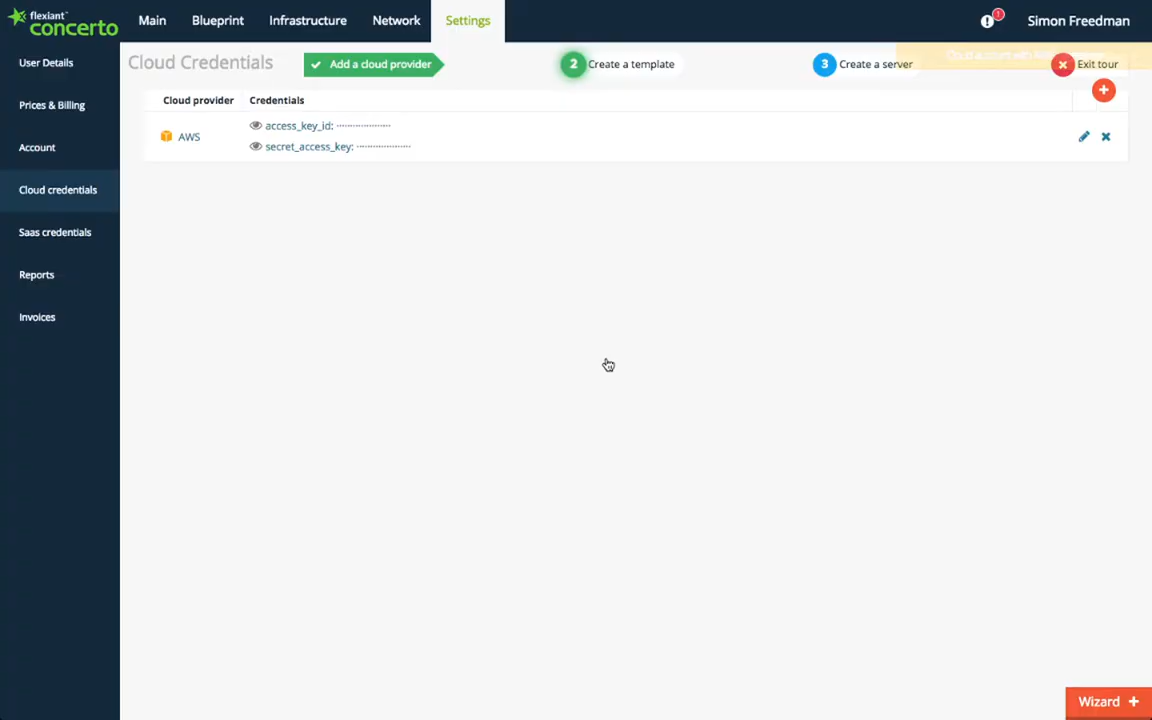 flexiant
concerto
Main Blueprint Infrastructure Network Settings
! 1 Simon Freedman
User Details
Prices & Billing
Account
Cloud credentials
Saas credentials
Reports
Invoices
Cloud Credentials
Add a cloud provider
2 Create a template
3 Create a server
Exit tour
Cloud provider Credentials
AWS
access_key_id: ····················
secret_access_key: ····················
Wizard +